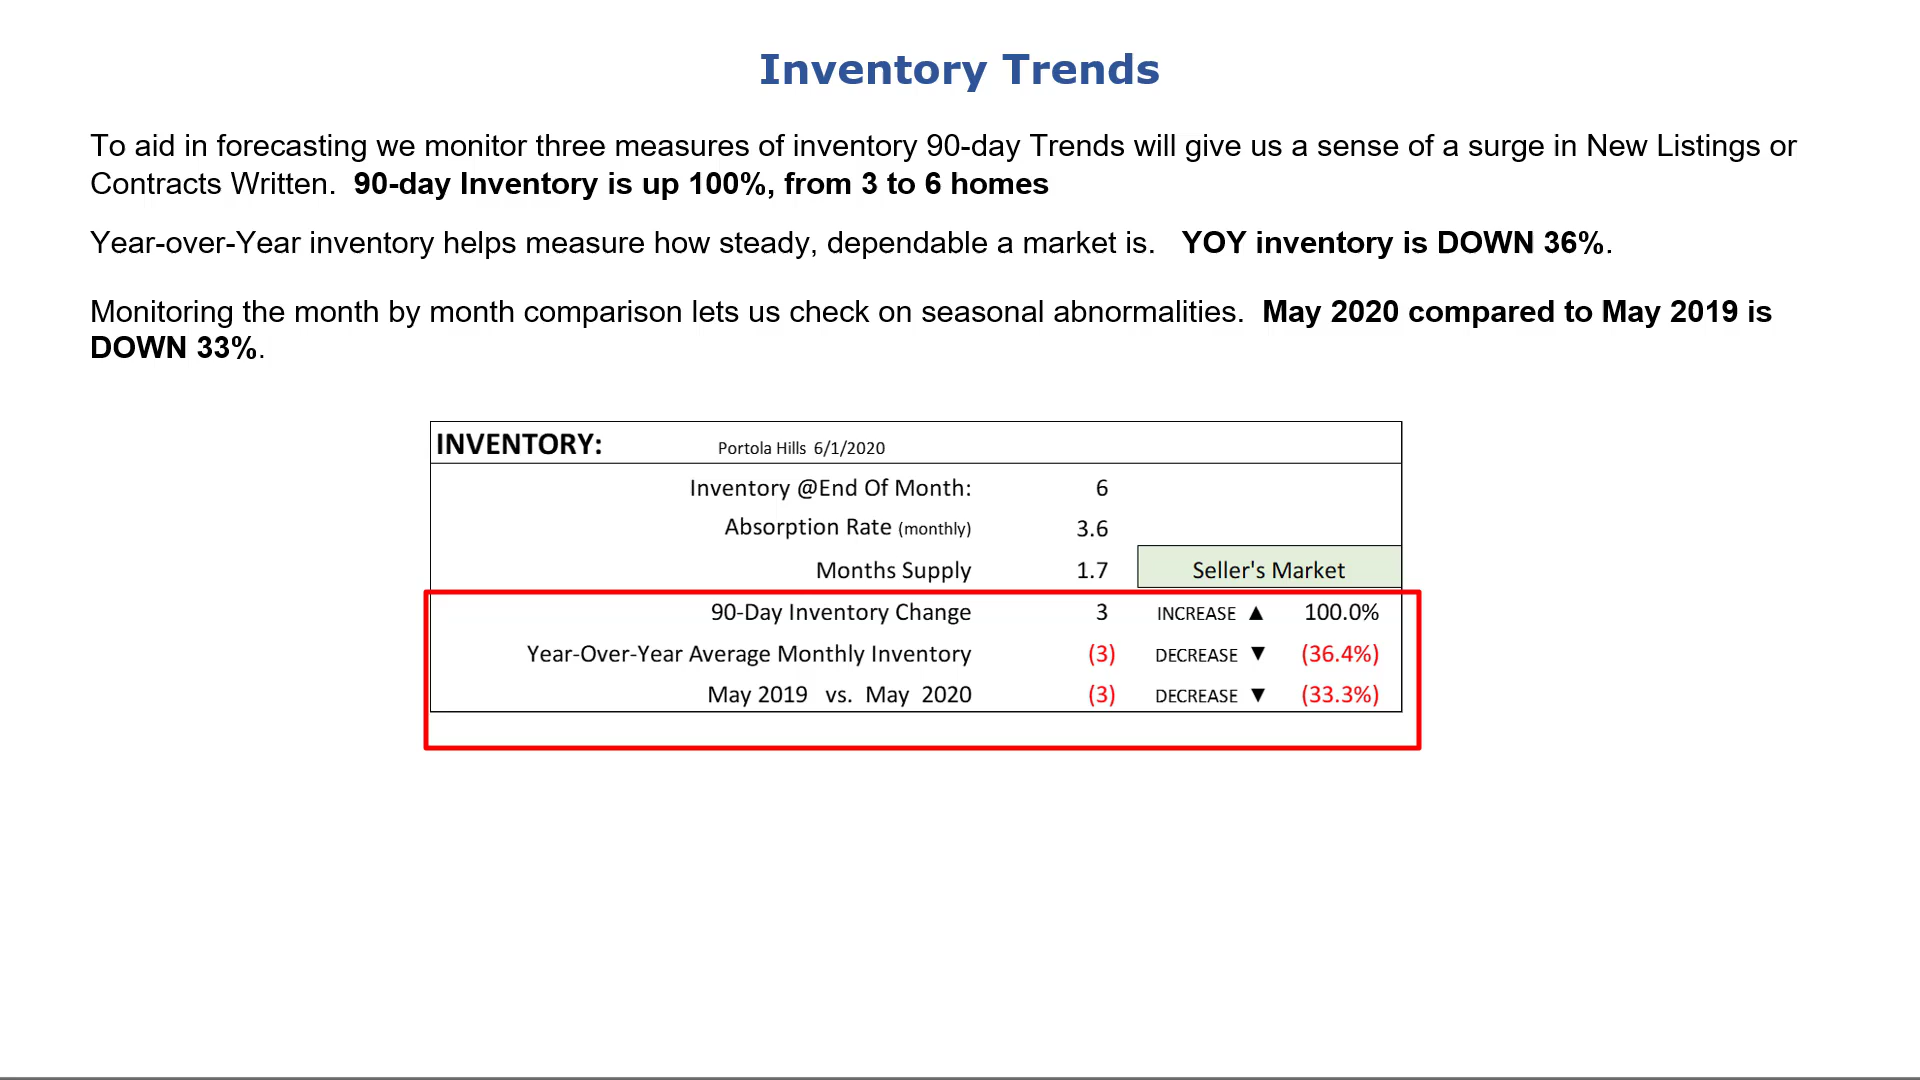 Inventory Trends
To aid in forecasting we monitor three measures of inventory 90-day Trends will give us a sense of a surge in New Listings or
Contracts Written.  90-day Inventory is up 100%, from 3 to 6 homes
Year-over-Year inventory helps measure how steady, dependable a market is.   YOY inventory is DOWN 36%.
Monitoring the month by month comparison lets us check on seasonal abnormalities.  May 2020 compared to May 2019 is
DOWN 33%.
INVENTORY: Portola Hills 6/1/2020
Inventory @End Of Month: 6
Absorption Rate (monthly) 3.6
Months Supply 1.7 Seller's Market
90-Day Inventory Change 3 INCREASE ▲ 100.0%
Year-Over-Year Average Monthly Inventory (3) DECREASE ▼ (36.4%)
May 2019 vs. May 2020 (3) DECREASE ▼ (33.3%)